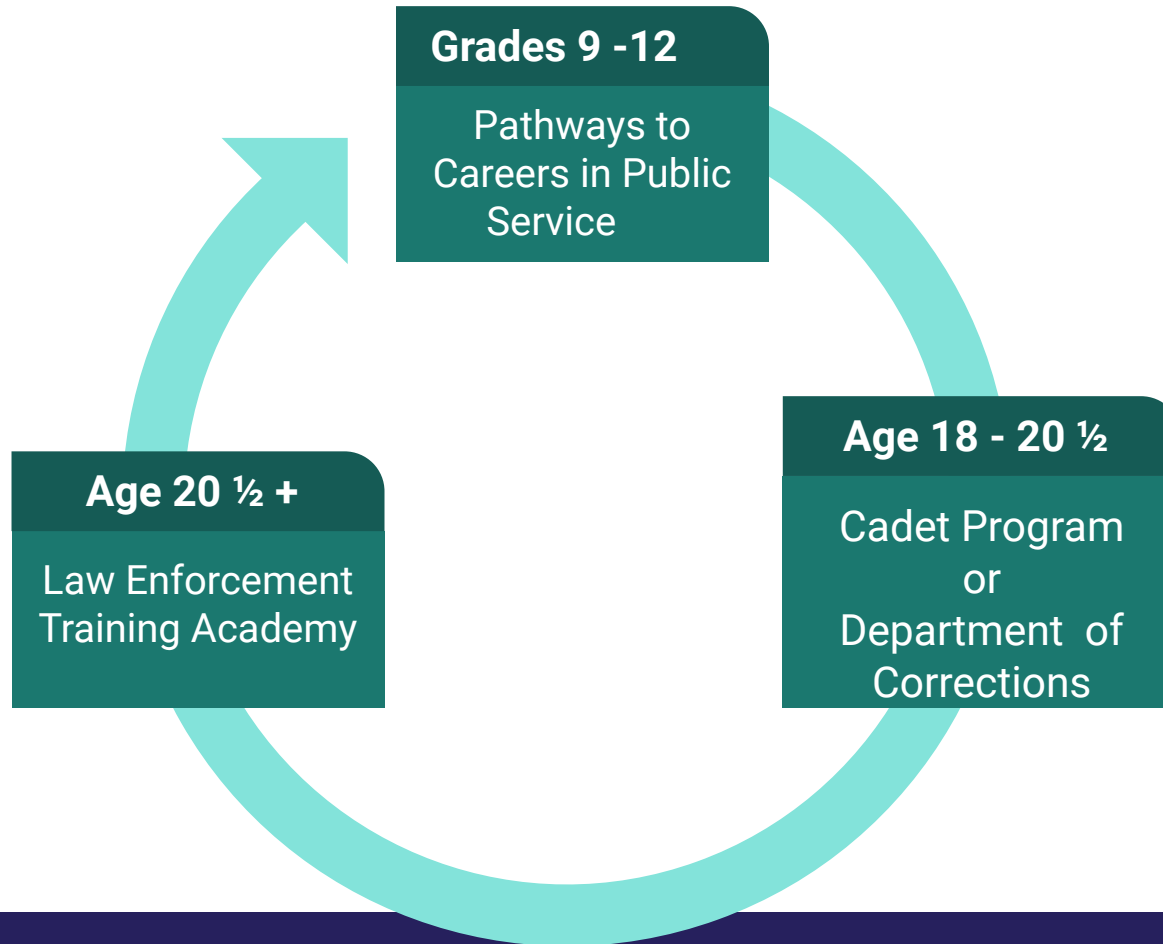 Grades 9 -12
Pathways to
Careers in Public
Service
Age 18 - 20 ½
Cadet Program
or
Department of
Corrections
Age 20 ½ +
Law Enforcement
Training Academy